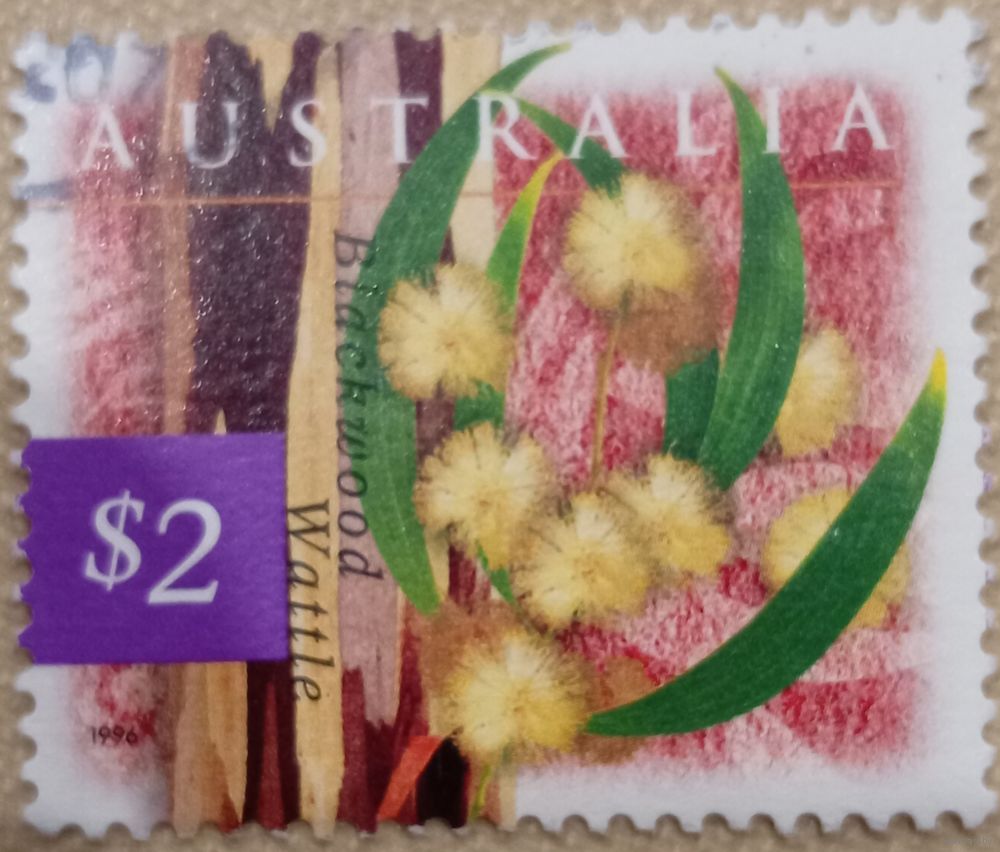 AUSTRALIA
Blackwood
Wattle
$2
1996